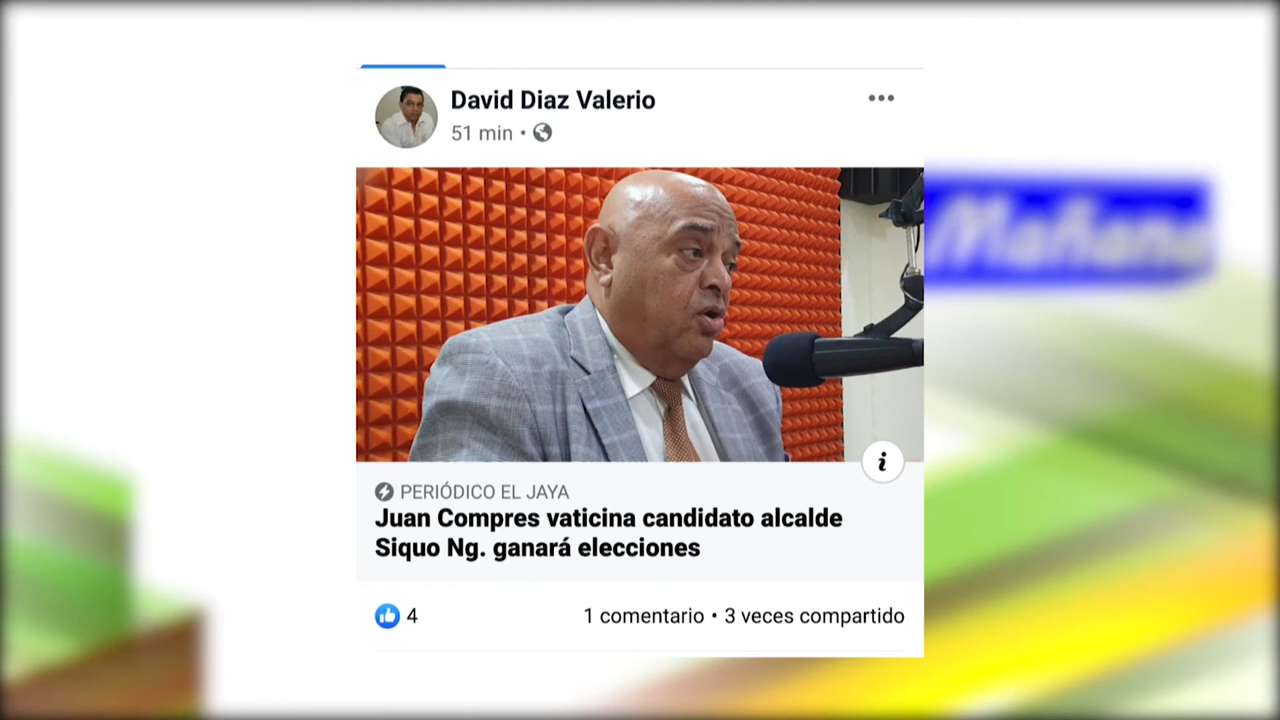 David Diaz Valerio
51 min •
Mañana
PERIÓDICO EL JAYA
Juan Compres vaticina candidato alcalde
Siquo Ng. ganará elecciones
4
1 comentario • 3 veces compartido